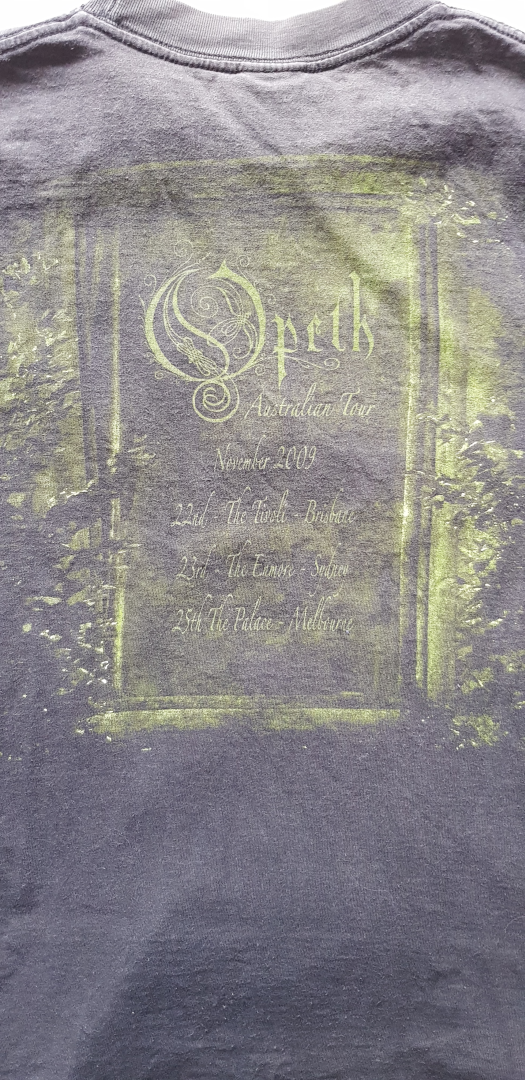 Opeth
Australian Tour
November 2009
22nd - The Tivoli - Brisbane
23rd - The Enmore - Sydney
25th The Palace - Melbourne